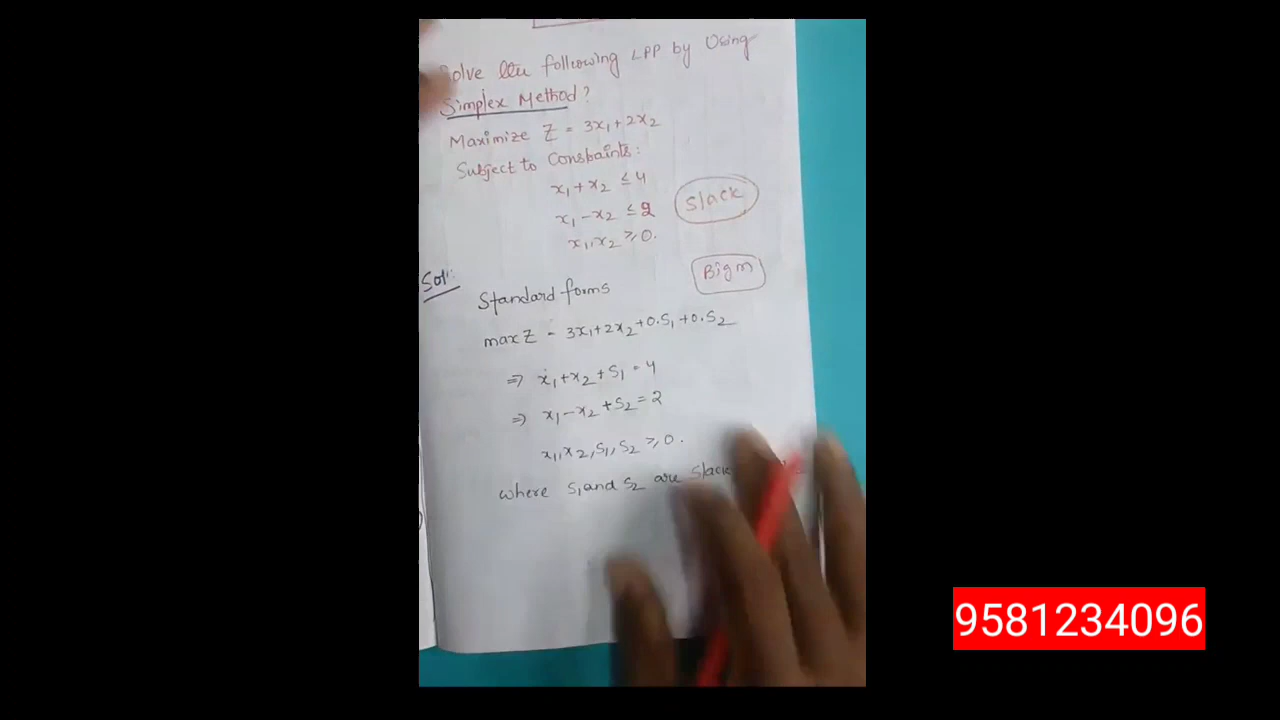 Solve the following LPP by Using
Simplex Method?
Maximize Z = 3x₁+2x₂
Subject to Constraints:
x₁+x₂ ≤ 4
x₁-x₂ ≤ 2
x₁,x₂ ≥ 0.
Slack
Big m
Sol:
Standard forms
max Z = 3x₁+2x₂+0.S₁+0.S₂
⇒ x₁+x₂+S₁ = 4
⇒ x₁-x₂+S₂ = 2
x₁,x₂,S₁,S₂ ≥ 0.
where S₁ and S₂ are slack
9581234096